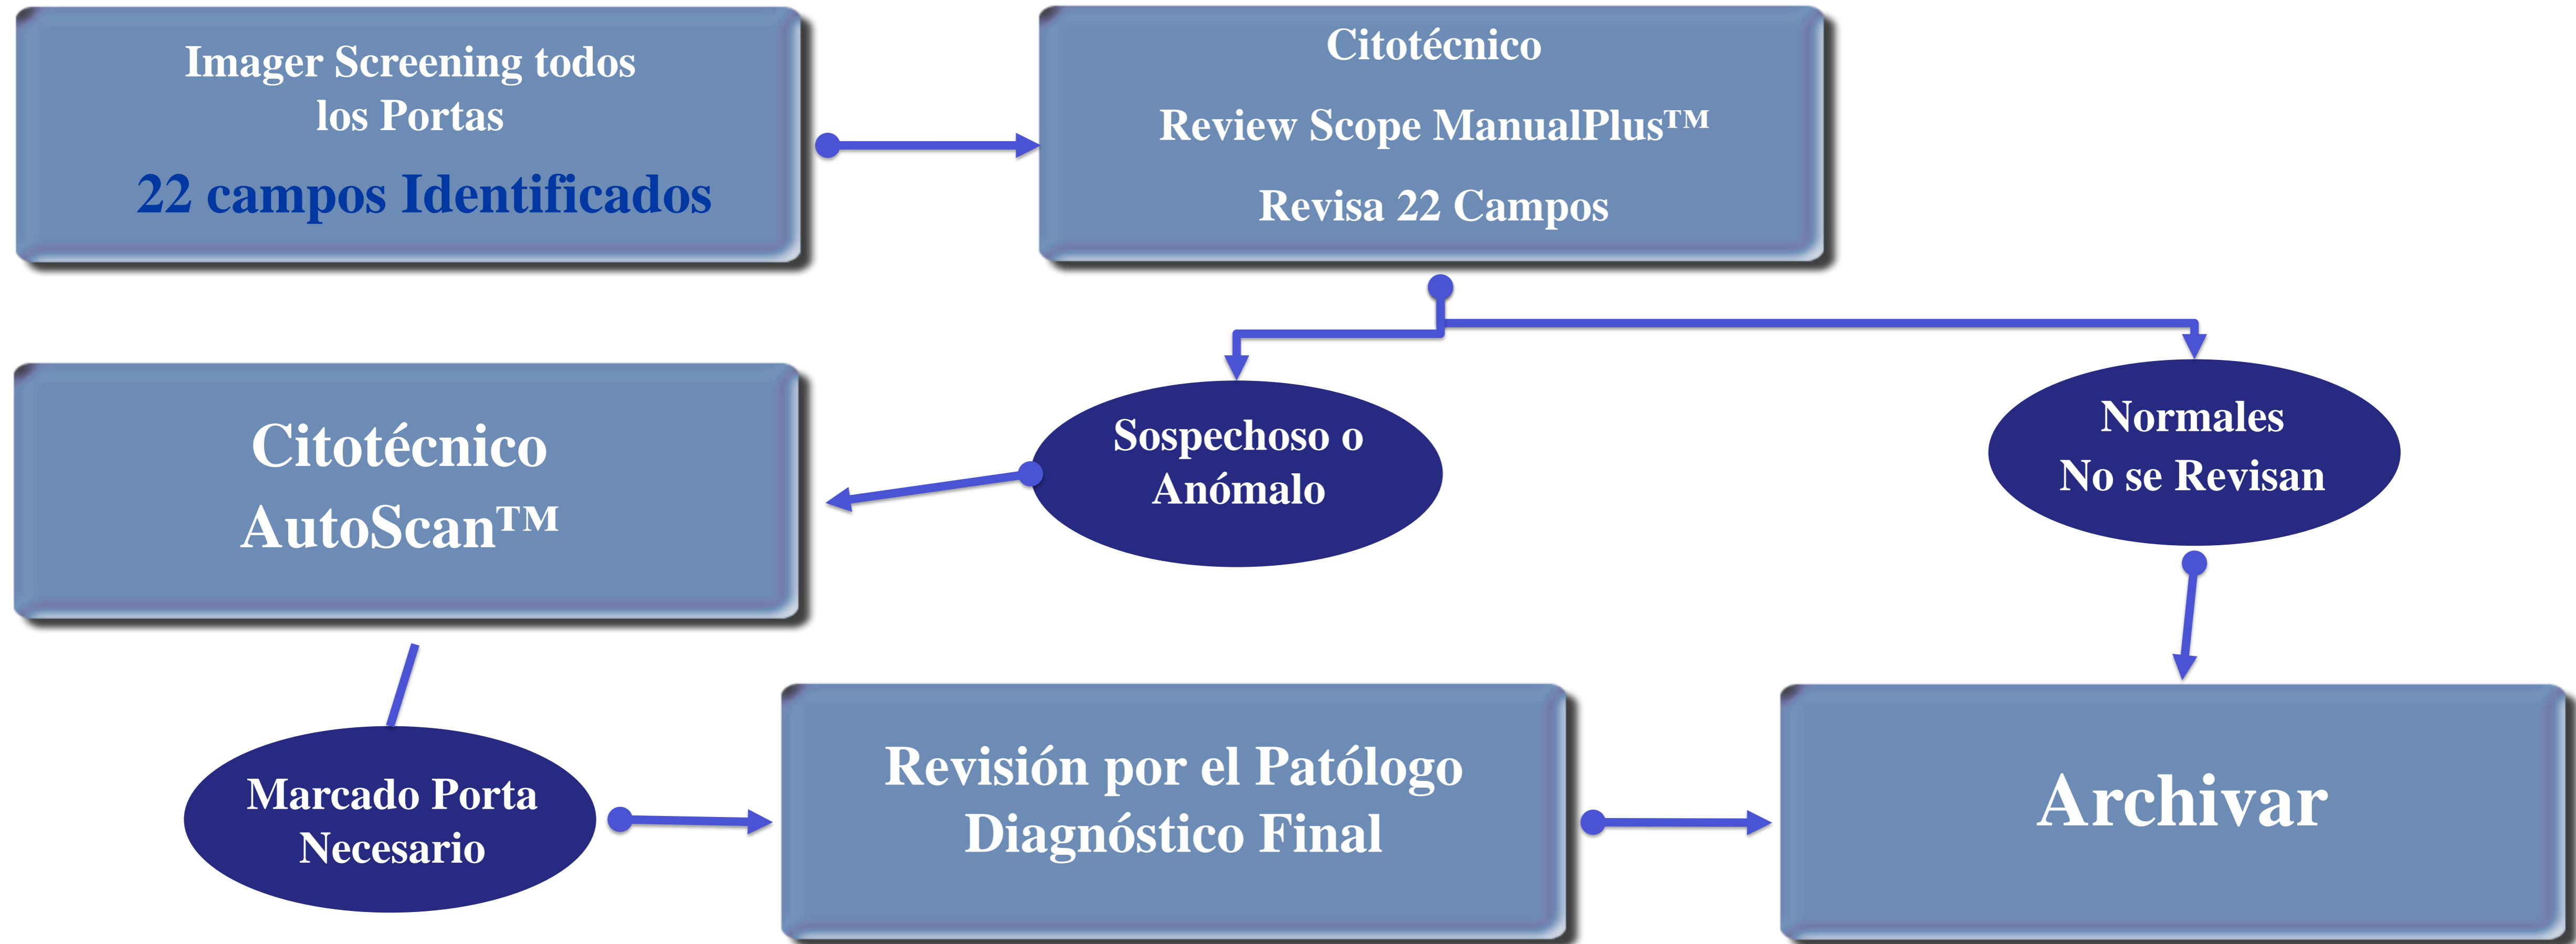 Imager Screening todos
los Portas
22 campos Identificados
Citotécnico
Review Scope ManualPlus™
Revisa 22 Campos
Citotécnico
AutoScan™
Sospechoso o
Anómalo
Normales
No se Revisan
Marcado Porta
Necesario
Revisión por el Patólogo
Diagnóstico Final
Archivar